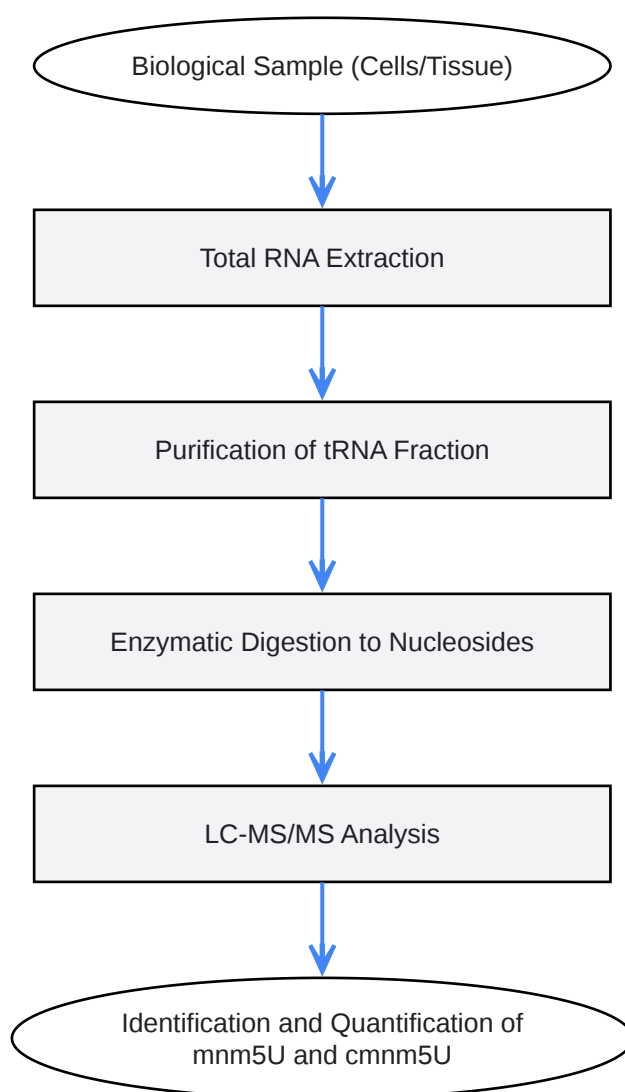 Biological Sample (Cells/Tissue)
Total RNA Extraction
Purification of tRNA Fraction
Enzymatic Digestion to Nucleosides
LC-MS/MS Analysis
Identification and Quantification of
mnm5U and cmnm5U